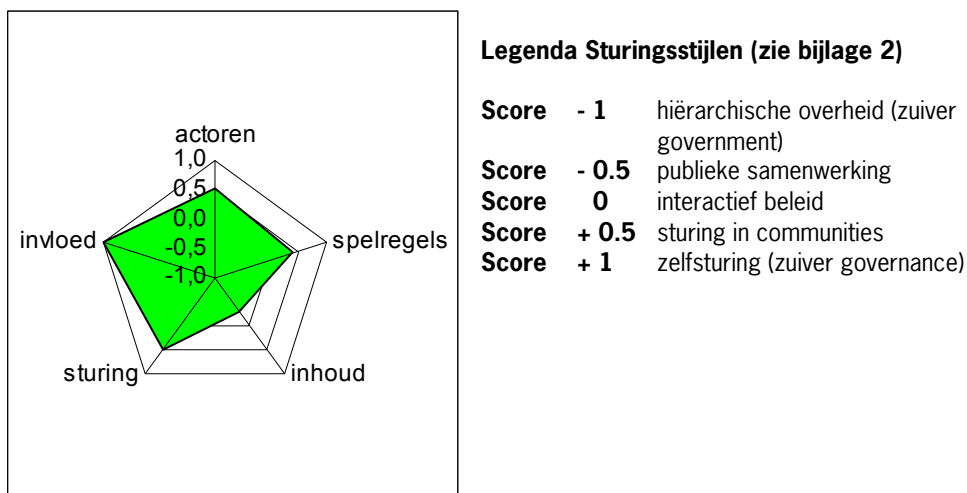 actoren
1,0
0,5
0,0
-0,5
-1,0
invloed
spelregels
sturing
inhoud
Legenda Sturingsstijlen (zie bijlage 2)
Score - 1 hiërarchische overheid (zuiver
government)
Score - 0.5 publieke samenwerking
Score 0 interactief beleid
Score + 0.5 sturing in communities
Score + 1 zelfsturing (zuiver governance)